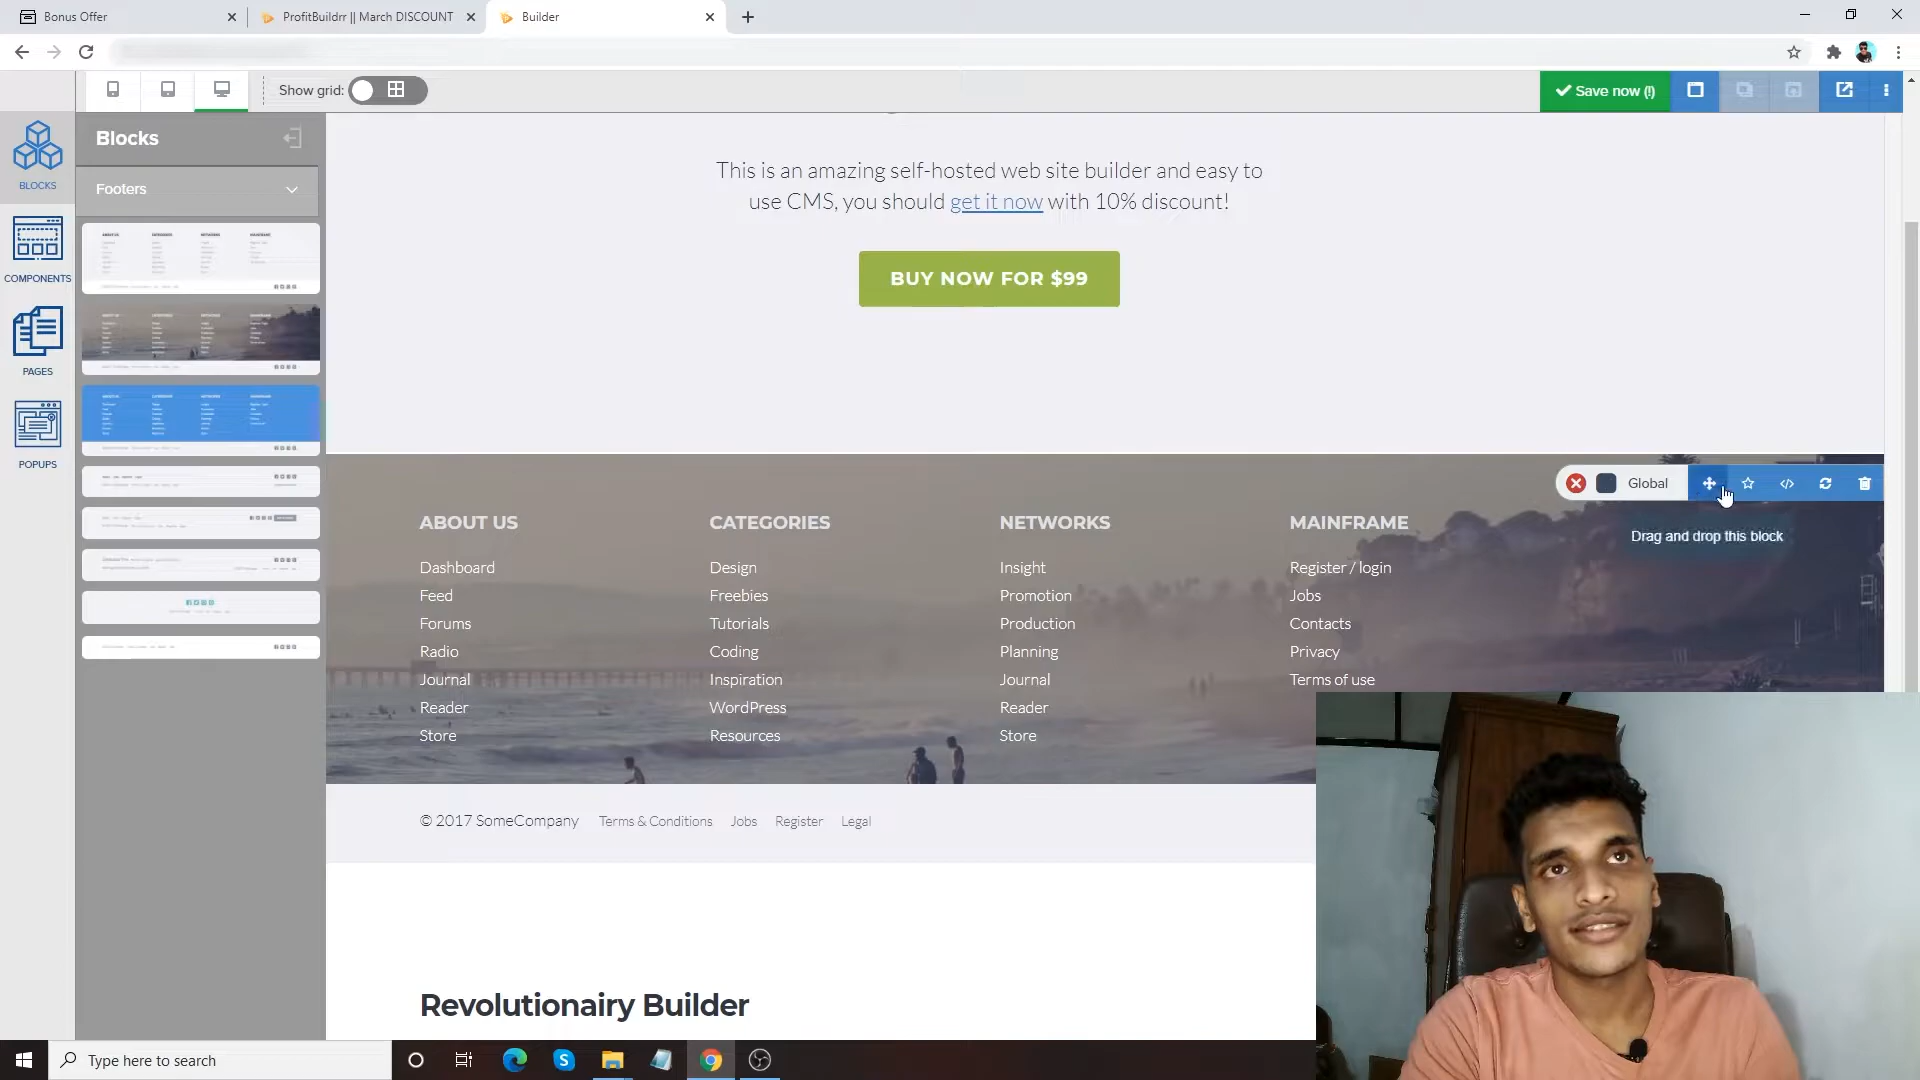 Bonus Offer
ProfitBuildrr || March DISCOUNT
Builder
Show grid:
Save now (!)
Blocks
Footers
BLOCKS
COMPONENTS
PAGES
POPUPS
This is an amazing self-hosted web site builder and easy to
use CMS, you should get it now with 10% discount!
BUY NOW FOR $99
Global
Drag and drop this block
ABOUT US
Dashboard
Feed
Forums
Radio
Journal
Reader
Store
CATEGORIES
Design
Freebies
Tutorials
Coding
Inspiration
WordPress
Resources
NETWORKS
Insight
Promotion
Production
Planning
Journal
Reader
Store
MAINFRAME
Register / login
Jobs
Contacts
Privacy
Terms of use
© 2017 SomeCompany Terms & Conditions Jobs Register Legal
Revolutionairy Builder
Type here to search